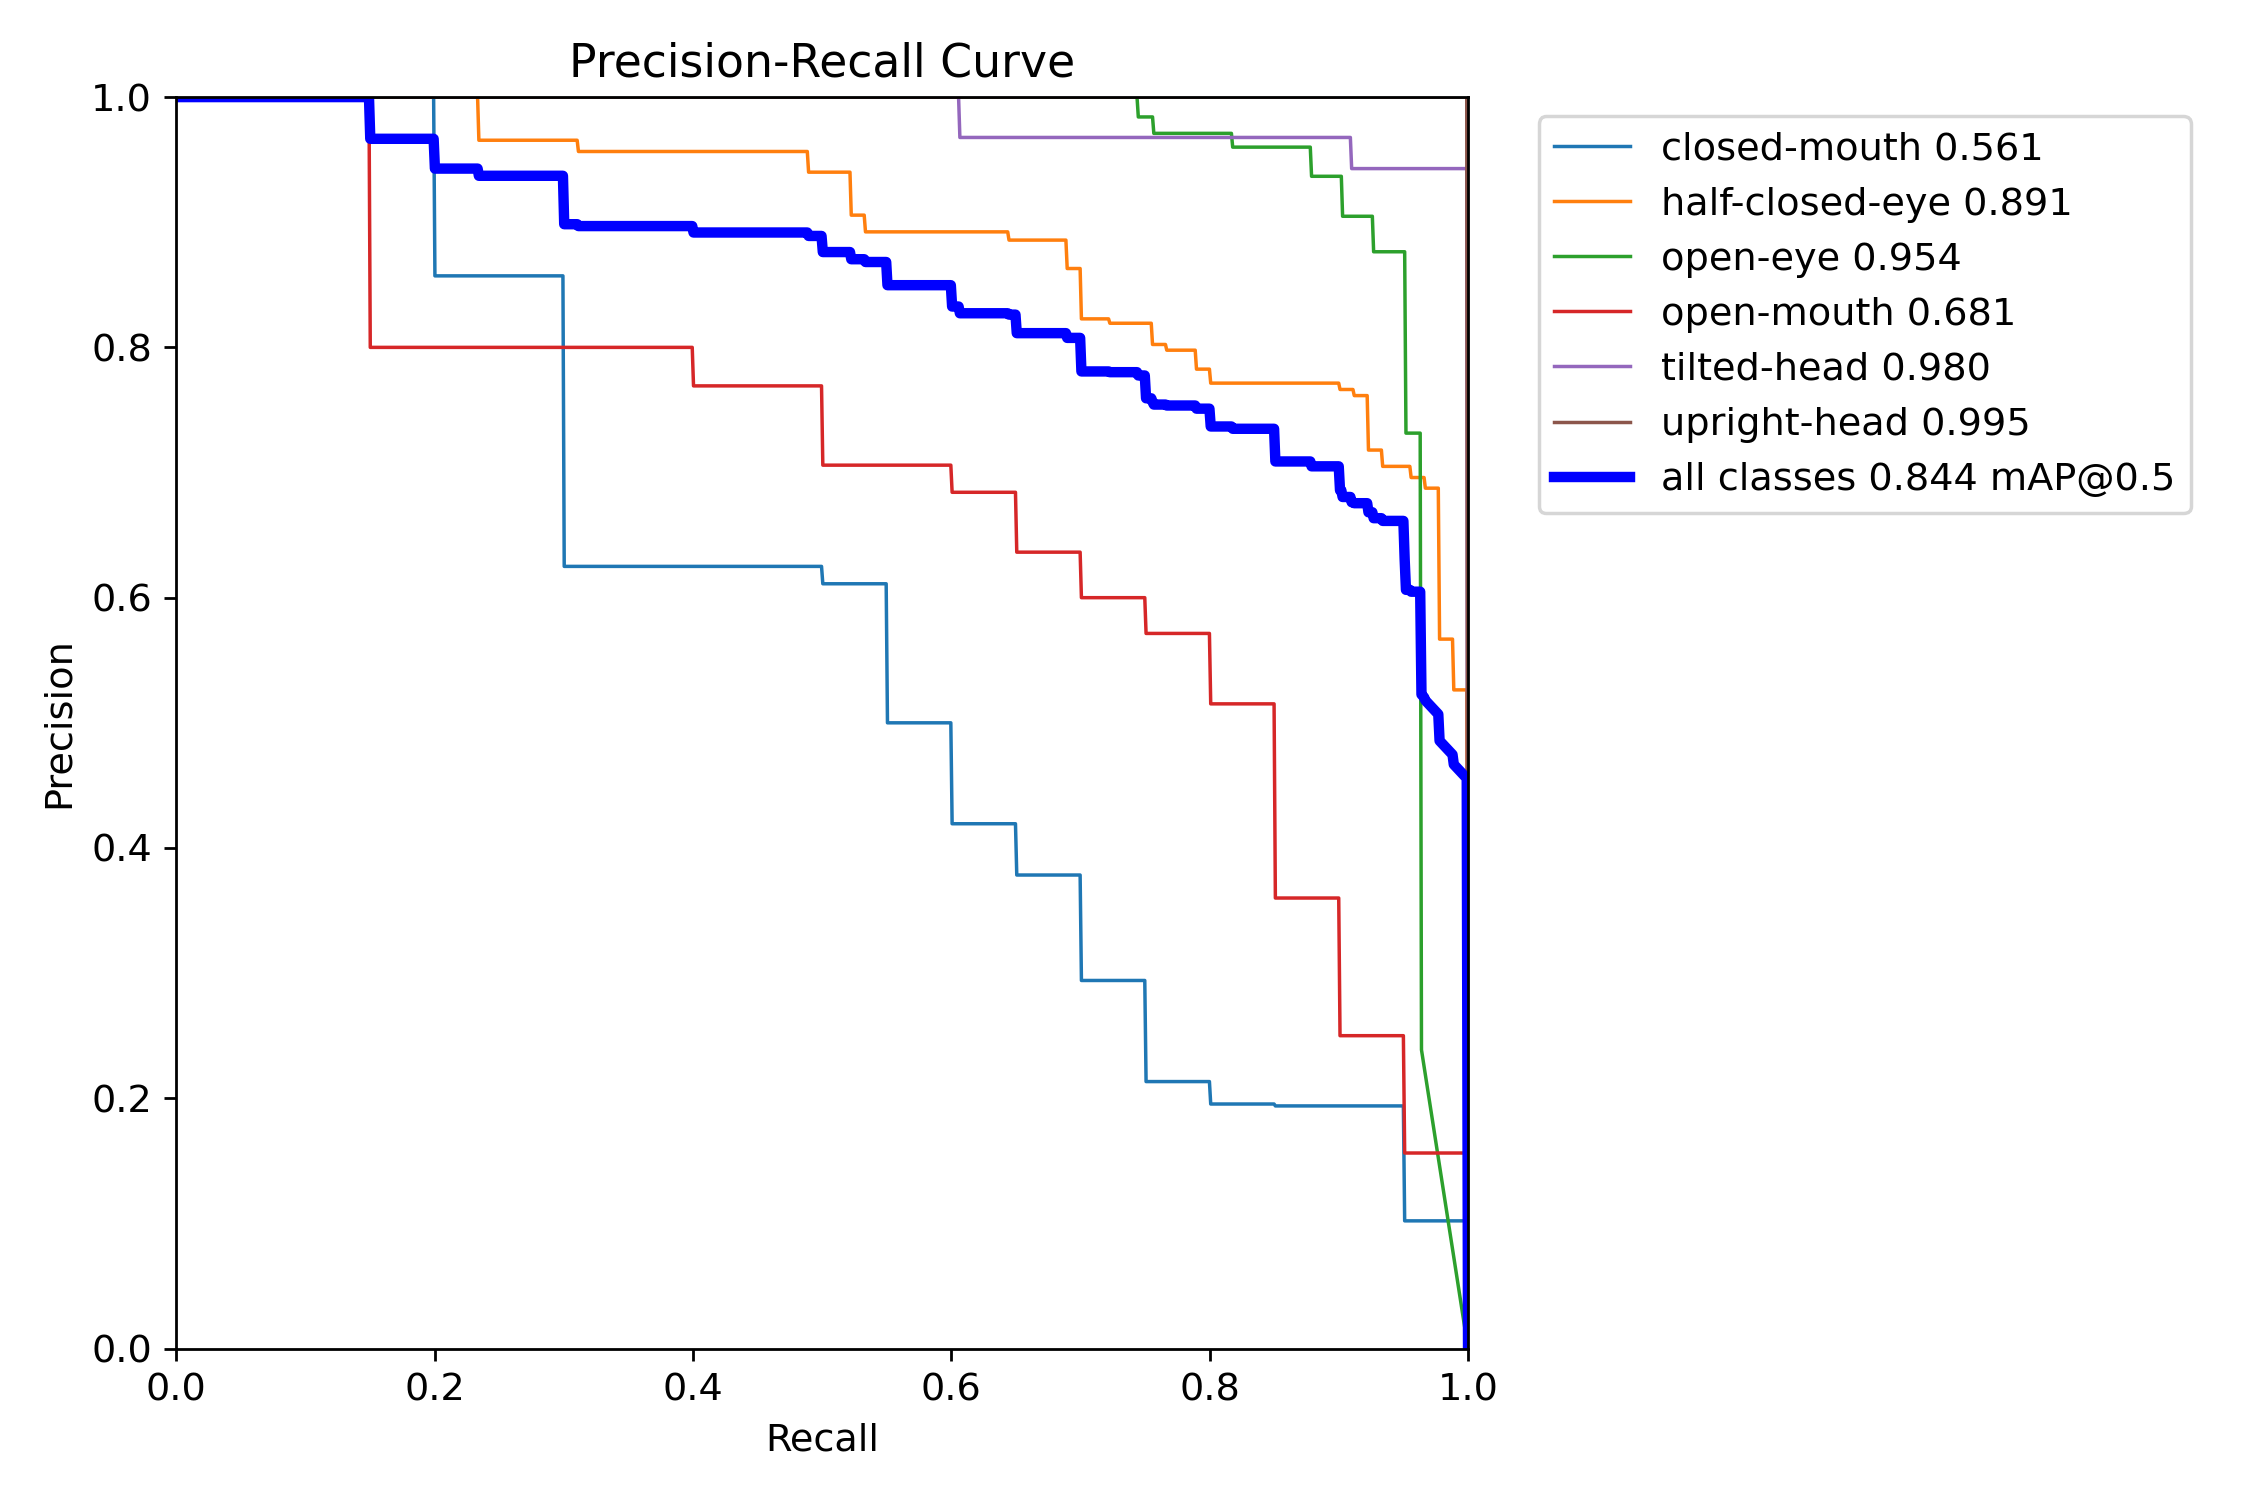 Precision-Recall Curve
1.0
0.8
0.6
0.4
0.2
0.0
Precision
0.0 0.2 0.4 0.6 0.8 1.0
Recall
closed-mouth 0.561
half-closed-eye 0.891
open-eye 0.954
open-mouth 0.681
tilted-head 0.980
upright-head 0.995
all classes 0.844 mAP@0.5